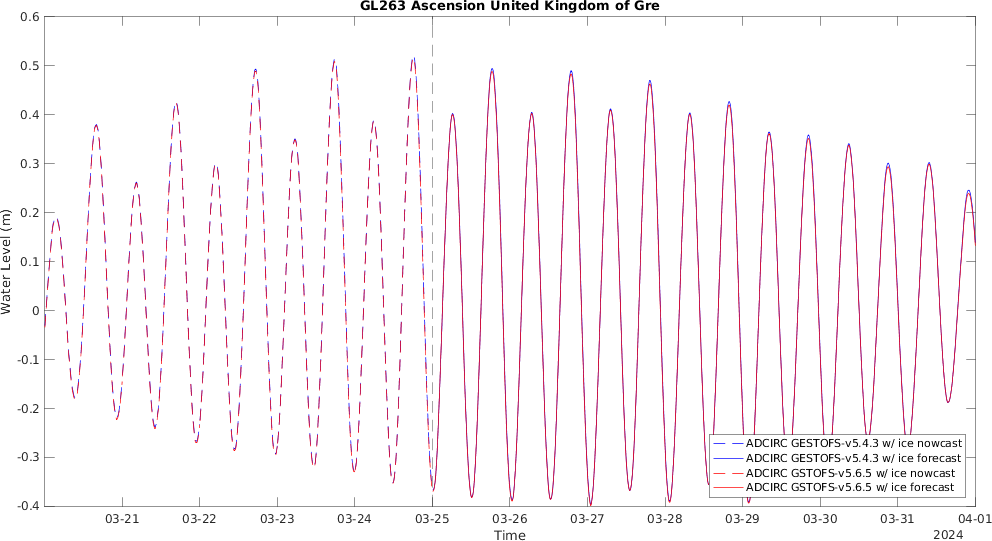 GL263 Ascension United Kingdom of Gre
0.6
0.5
0.4
0.3
0.2
0.1
0
-0.1
-0.2
-0.3
-0.4
Water Level (m)
03-21 03-22 03-23 03-24 03-25 03-26 03-27 03-28 03-29 03-30 03-31 04-01
2024
Time
ADCIRC GESTOFS-v5.4.3 w/ ice nowcast
ADCIRC GESTOFS-v5.4.3 w/ ice forecast
ADCIRC GSTOFS-v5.6.5 w/ ice nowcast
ADCIRC GSTOFS-v5.6.5 w/ ice forecast